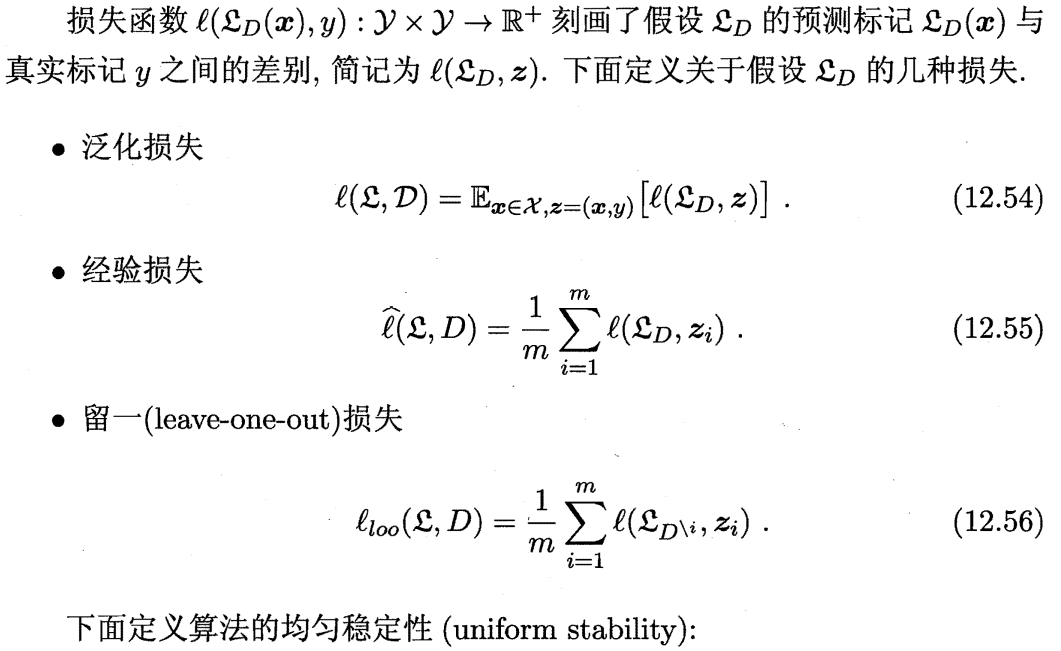 损失函数 $\ell(\mathfrak{L}_D(\boldsymbol{x}), y) : \mathcal{Y} \times \mathcal{Y} \to \mathbb{R}^+$ 刻画了假设 $\mathfrak{L}_D$ 的预测标记 $\mathfrak{L}_D(\boldsymbol{x})$ 与
真实标记 $y$ 之间的差别, 简记为 $\ell(\mathfrak{L}_D, \boldsymbol{z})$. 下面定义关于假设 $\mathfrak{L}_D$ 的几种损失.
• 泛化损失
$\ell(\mathfrak{L}, \mathcal{D}) = \mathbb{E}_{\boldsymbol{x} \in \mathcal{X}, \boldsymbol{z}=(\boldsymbol{x},y)} \left[ \ell(\mathfrak{L}_D, \boldsymbol{z}) \right] .$ (12.54)
• 经验损失
$\widehat{\ell}(\mathfrak{L}, D) = \frac{1}{m} \sum_{i=1}^{m} \ell(\mathfrak{L}_D, \boldsymbol{z}_i) .$ (12.55)
• 留一(leave-one-out)损失
$\ell_{loo}(\mathfrak{L}, D) = \frac{1}{m} \sum_{i=1}^{m} \ell(\mathfrak{L}_{D^{\setminus i}}, \boldsymbol{z}_i) .$ (12.56)
下面定义算法的均匀稳定性 (uniform stability):